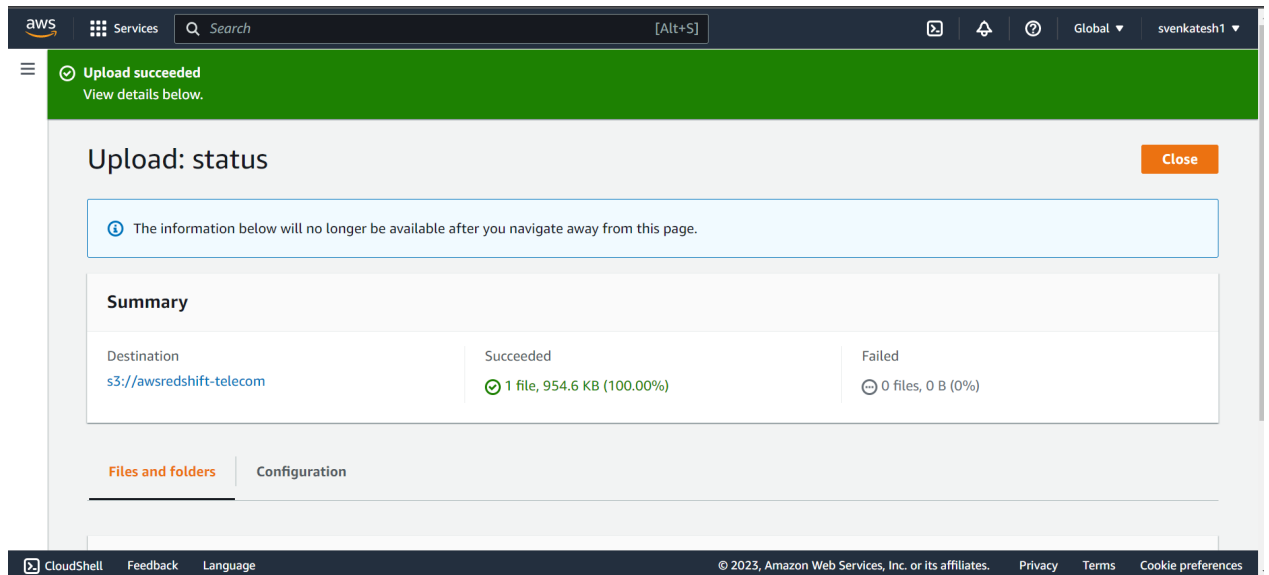 aws Services Search [Alt+S] Global ▼ svenkatesh1 ▼
Upload succeeded
View details below.
Upload: status
Close
The information below will no longer be available after you navigate away from this page.
Summary
Destination Succeeded Failed
s3://awsredshift-telecom 1 file, 954.6 KB (100.00%) 0 files, 0 B (0%)
Files and folders Configuration
CloudShell Feedback Language © 2023, Amazon Web Services, Inc. or its affiliates. Privacy Terms Cookie preferences